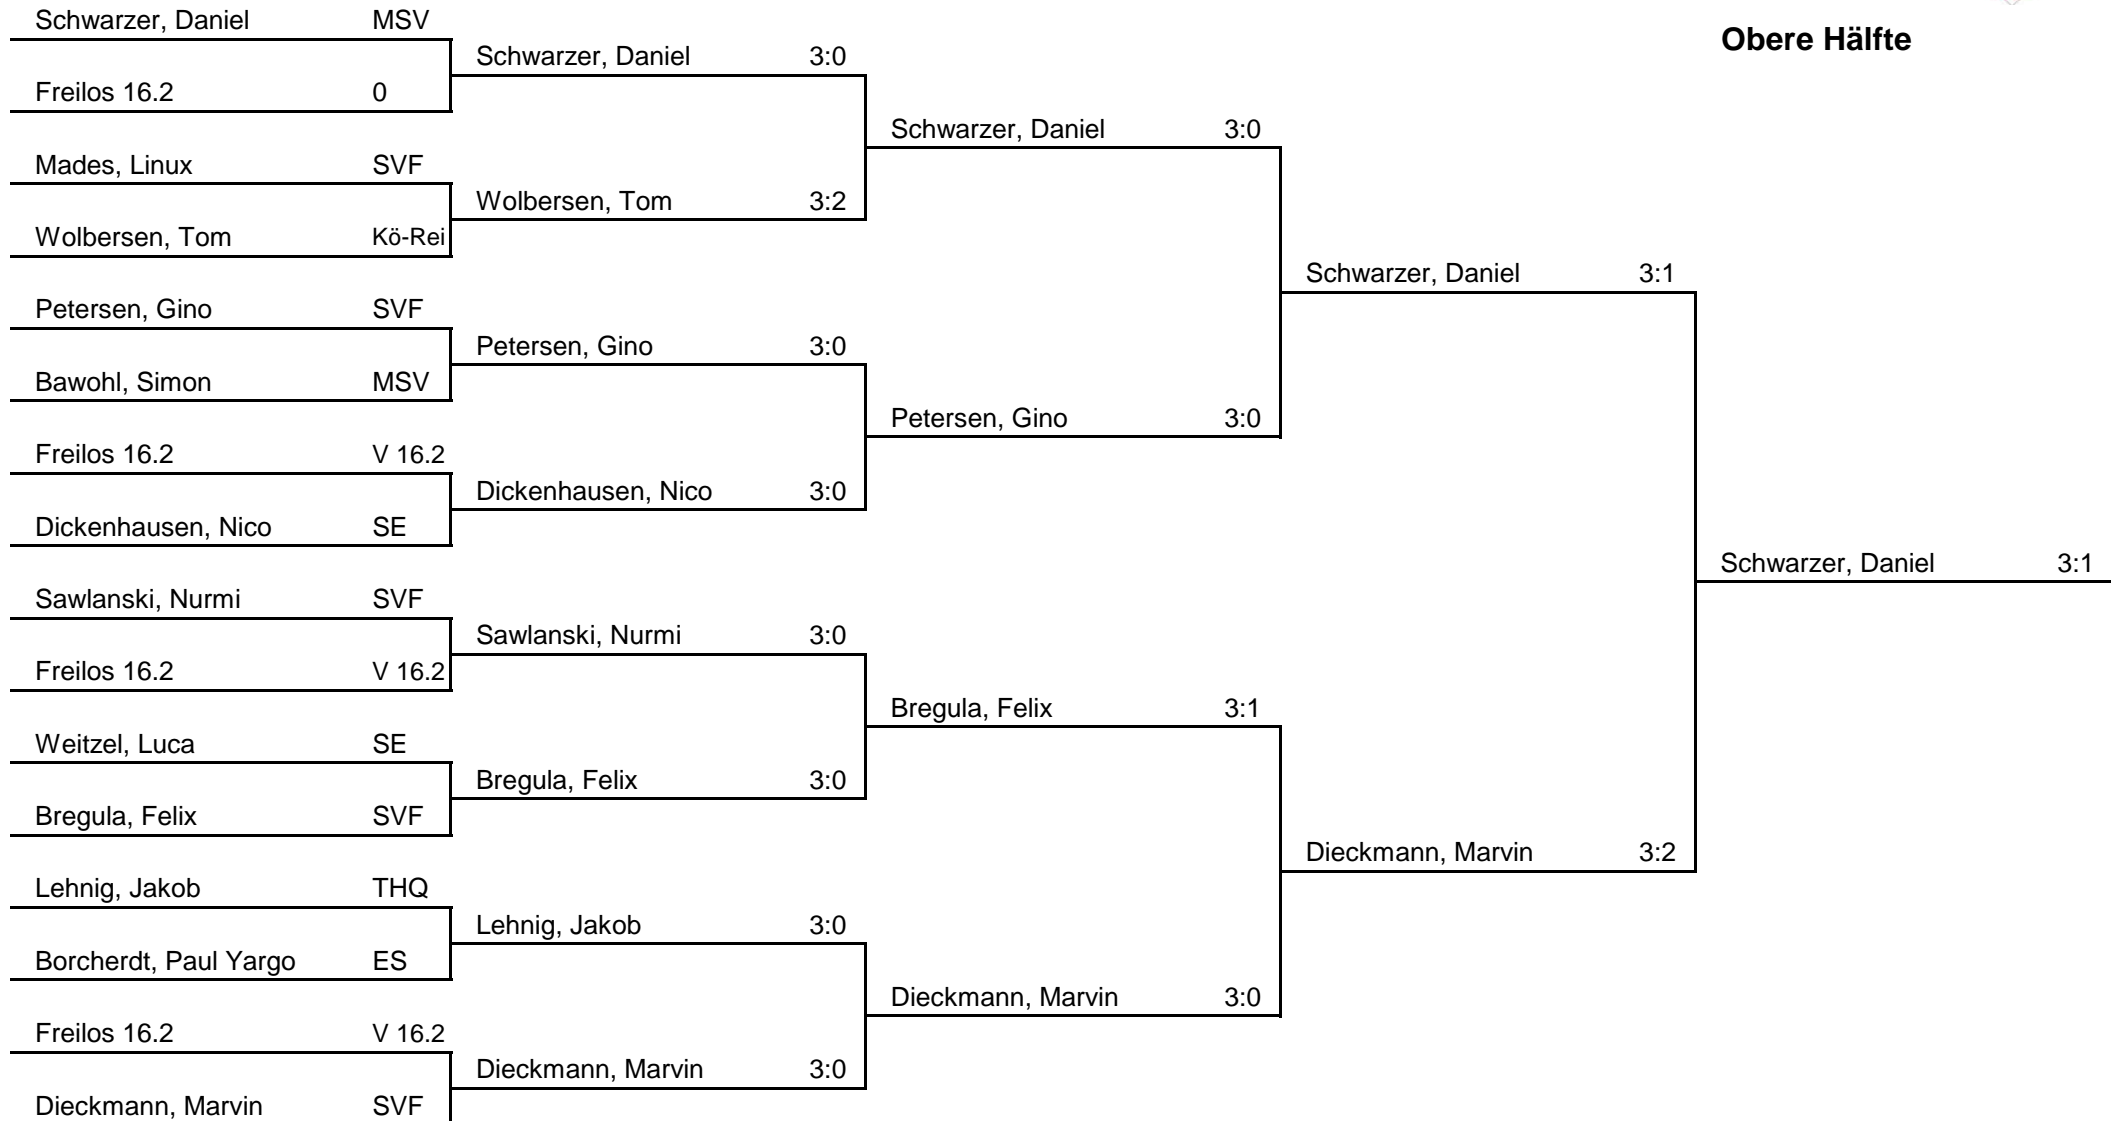 Schwarzer, Daniel MSV
Obere Hälfte
Schwarzer, Daniel 3:0
Freilos 16.2 0
Schwarzer, Daniel 3:0
Mades, Linux SVF
Wolbersen, Tom 3:2
Wolbersen, Tom Kö-Rei
Schwarzer, Daniel 3:1
Petersen, Gino SVF
Petersen, Gino 3:0
Bawohl, Simon MSV
Petersen, Gino 3:0
Freilos 16.2 V 16.2
Dickenhausen, Nico 3:0
Dickenhausen, Nico SE
Schwarzer, Daniel 3:1
Sawlanski, Nurmi SVF
Sawlanski, Nurmi 3:0
Freilos 16.2 V 16.2
Bregula, Felix 3:1
Weitzel, Luca SE
Bregula, Felix 3:0
Bregula, Felix SVF
Dieckmann, Marvin 3:2
Lehnig, Jakob THQ
Lehnig, Jakob 3:0
Borcherdt, Paul Yargo ES
Dieckmann, Marvin 3:0
Freilos 16.2 V 16.2
Dieckmann, Marvin 3:0
Dieckmann, Marvin SVF